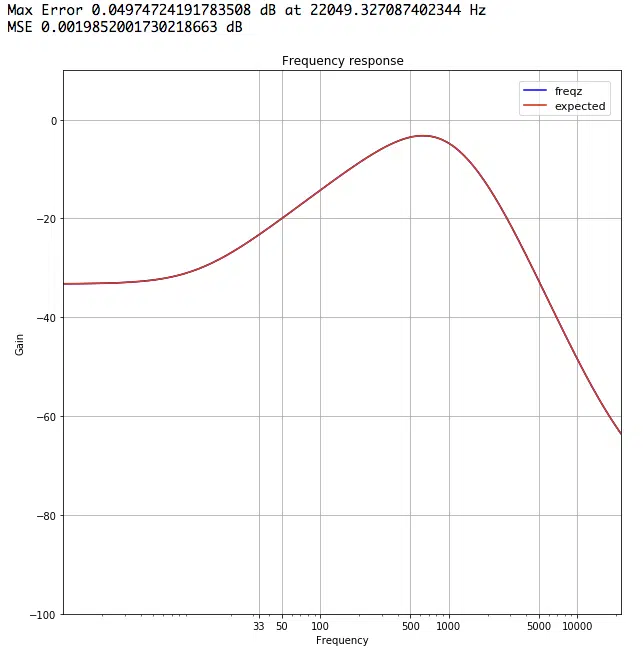 Max Error 0.04974724191783508 dB at 22049.327087402344 Hz
MSE 0.0019852001730218663 dB
Frequency response
freqz
expected
0
−20
−40
−60
−80
−100
Gain
33 50 100 500 1000 5000 10000
Frequency